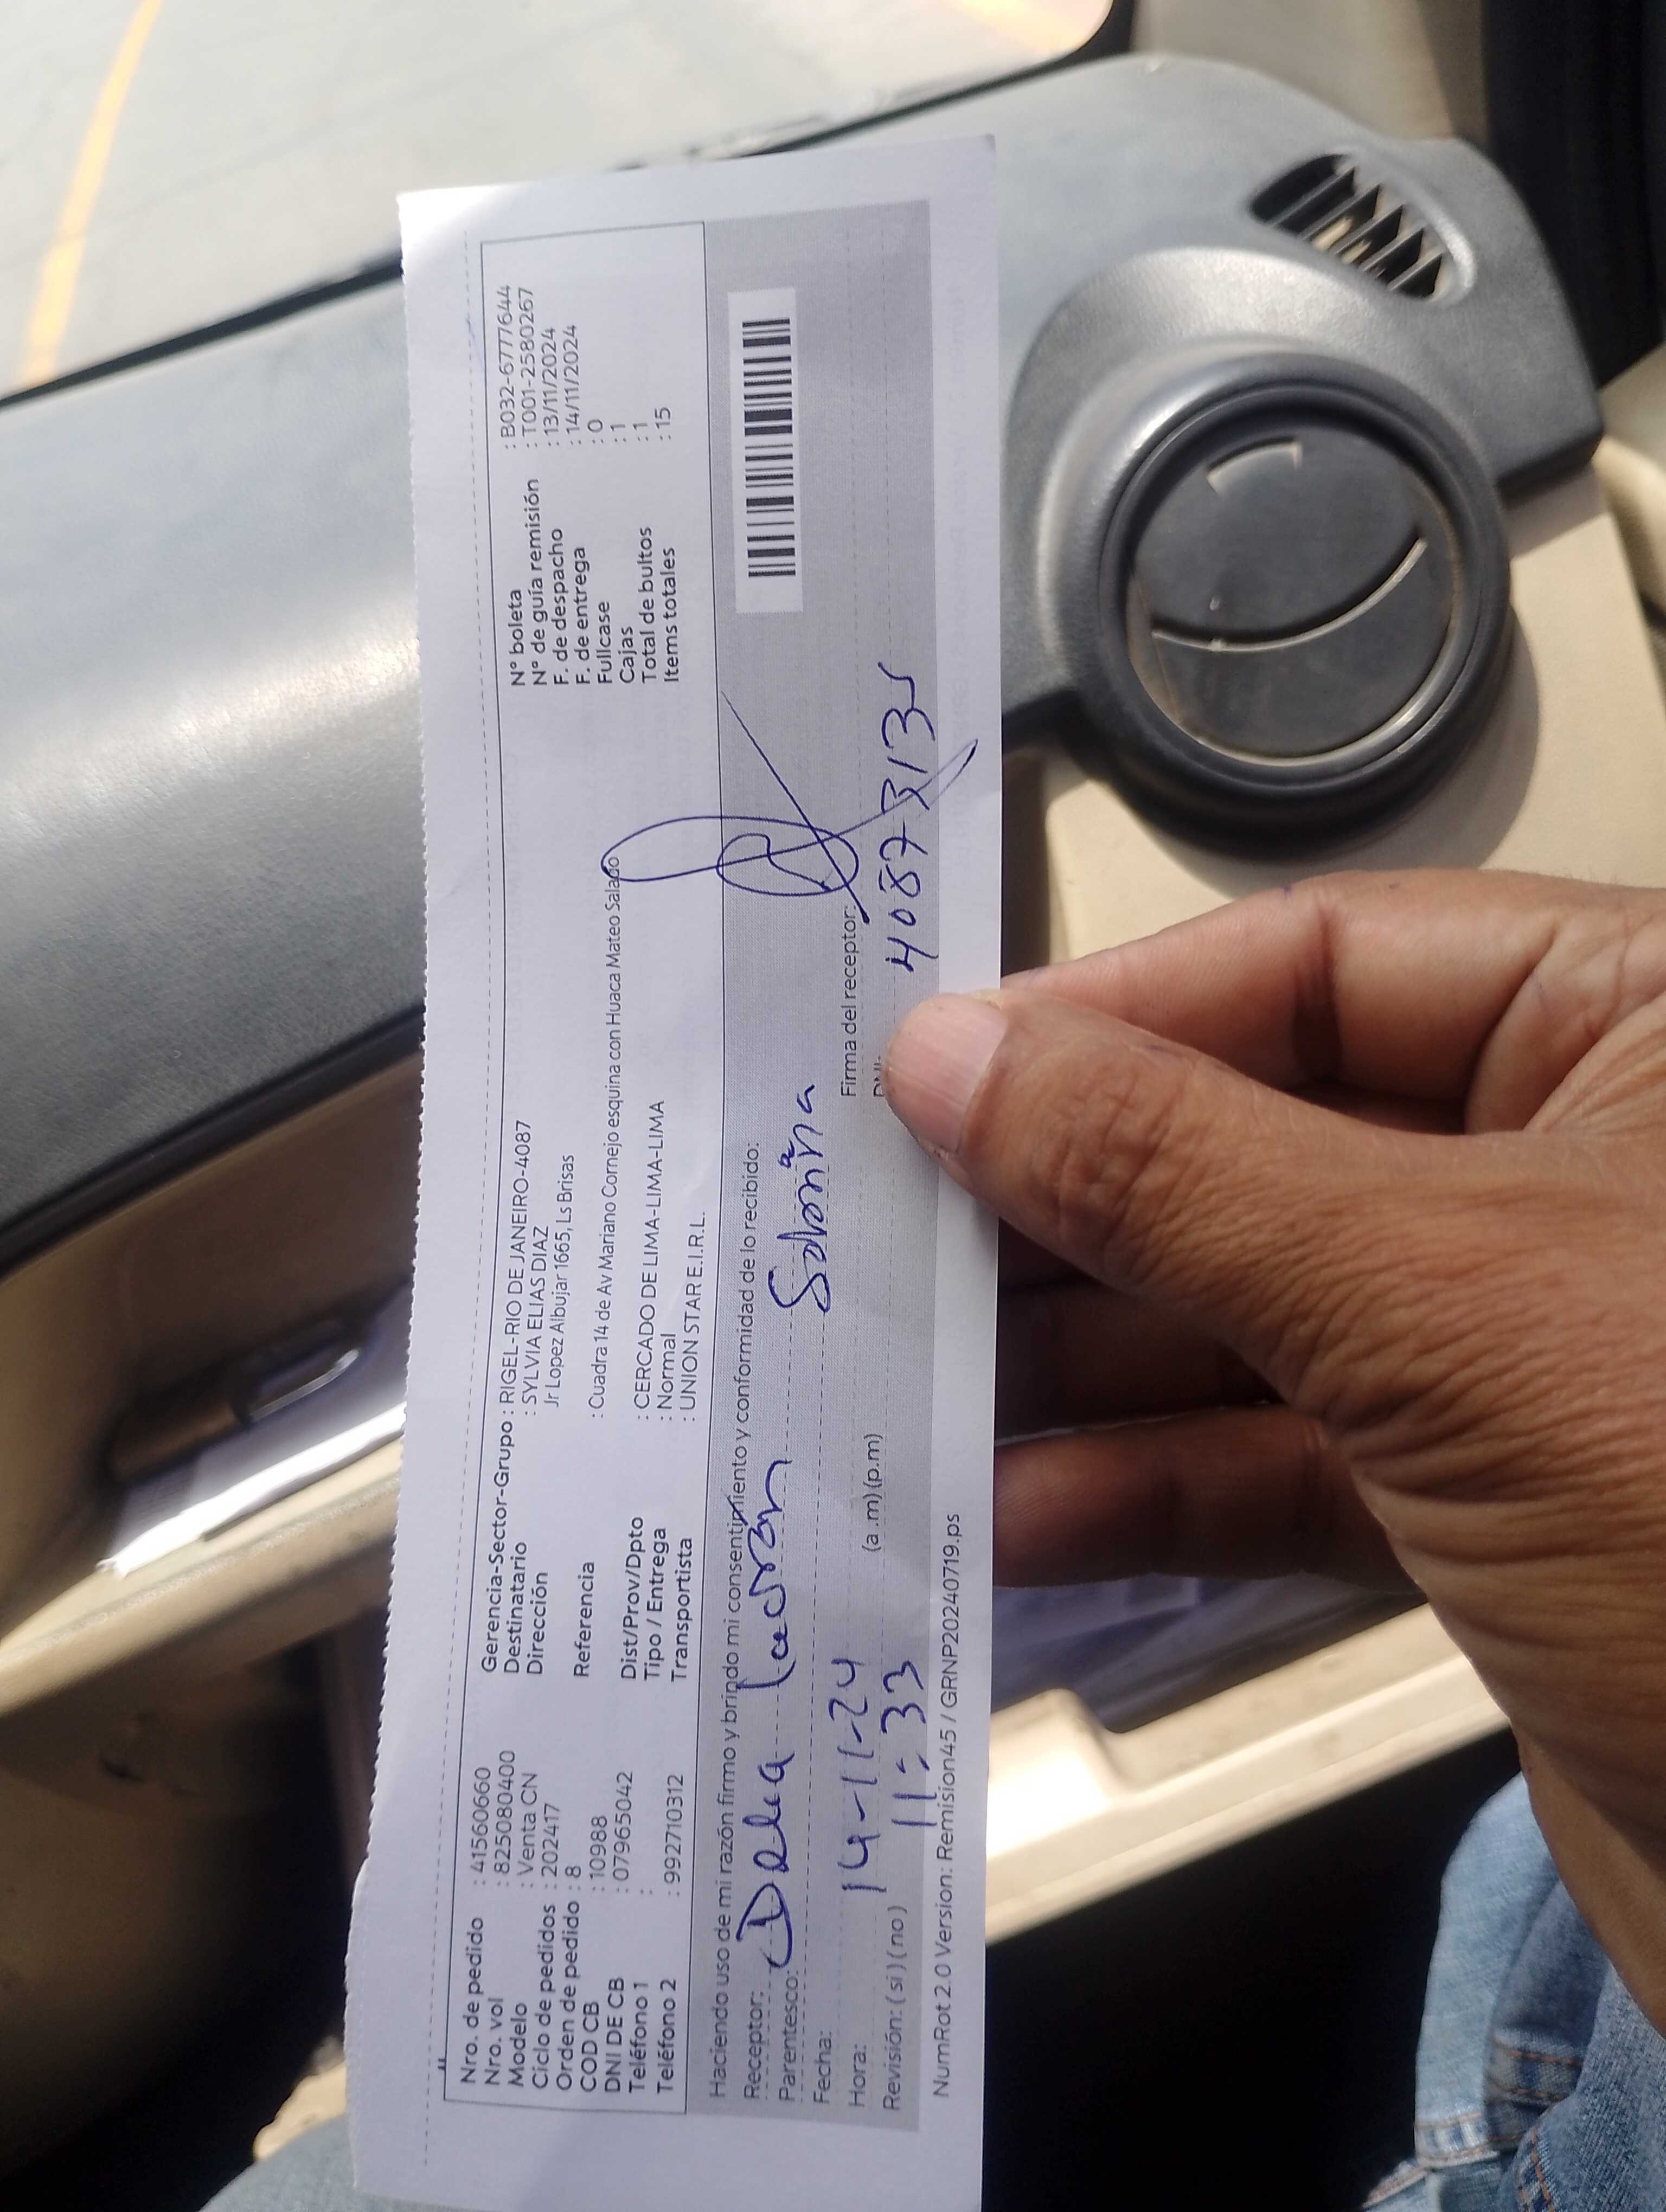 Nro. de pedido : 41560660
Nro. vol : 8250804​00
Modelo : Venta CN
Ciclo de pedidos : 202417
Orden de pedido : 8
COD CB : 10988
DNI DE CB : 07965042
Teléfono 1 :
Teléfono 2 : 992710312
Gerencia-Sector-Grupo : RIGEL-RIO DE JANEIRO-4087
Destinatario : SYLVIA ELIAS DIAZ
Dirección Jr Lopez Albujar 1665, Ls Brisas
Referencia : Cuadra 14 de Av Mariano Cornejo esquina con Huaca Mateo Salado
Dist/Prov/Dpto : CERCADO DE LIMA-LIMA-LIMA
Tipo / Entrega : Normal
Transportista : UNION STAR E.I.R.L.
N° boleta : B032-6777644
N° de guía remisión : T001-2580267
F. de despacho : 13/11/2024
F. de entrega : 14/11/2024
Fullcase : 0
Cajas : 1
Total de bultos : 1
Items totales : 15
Haciendo uso de mi razón firmo y brindo mi consentimiento y conformidad de lo recibido:
Receptor:
Parentesco:
Fecha: 14-11-24
Hora: 11:33 (a.m) (p.m)
Revisión: ( si ) ( no )
Firma del receptor:
40873135
NumRot 2.0 Version: Remision45 / GRNP20240719.ps